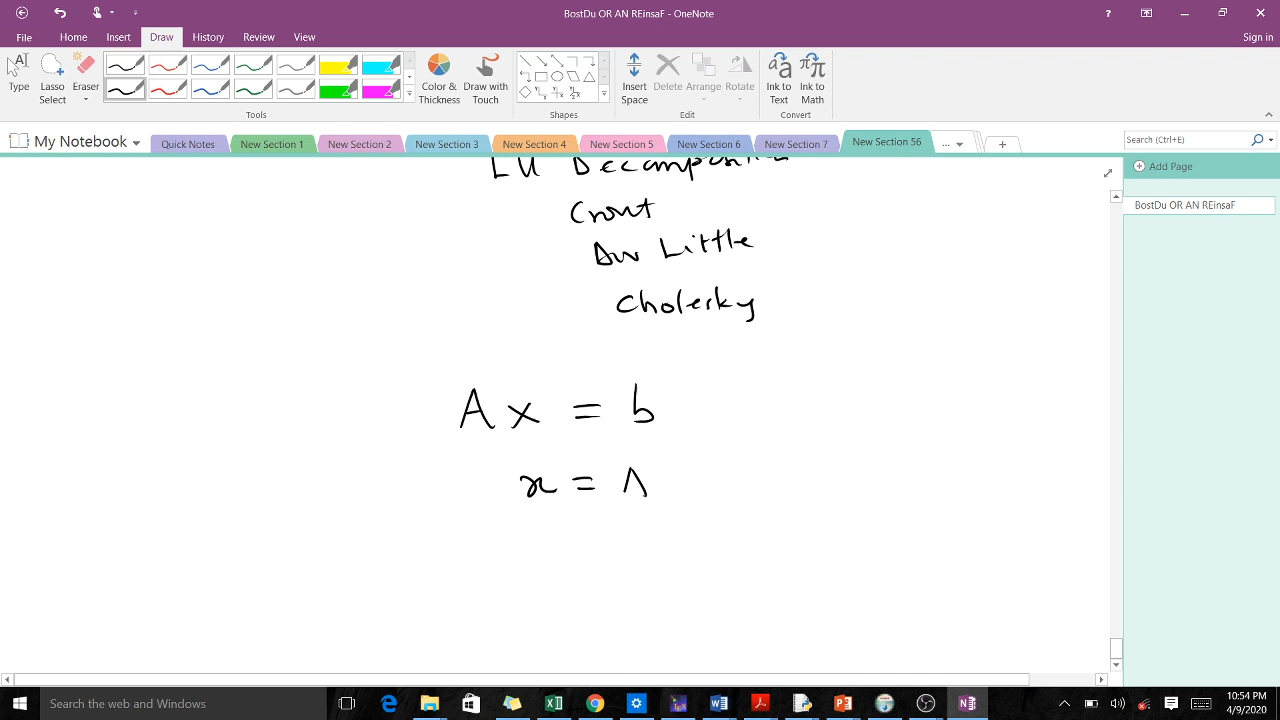 BostDu OR AN REinsaF - OneNote
File Home Insert Draw History Review View
Sign in
Type
Lasso Select
Eraser
Color & Thickness
Draw with Touch
Insert Space
Delete
Arrange
Rotate
Ink to Text
Ink to Math
Tools
Shapes
Edit
Convert
My Notebook
Quick Notes
New Section 1
New Section 2
New Section 3
New Section 4
New Section 5
New Section 6
New Section 7
New Section 56
...
Search (Ctrl+E)
Add Page
BostDu OR AN REinsaF
LU Decomposition
Crout
Little
Cholesky
A x = b
x = Λ
Search the web and Windows
10:54 PM
4/9/2020